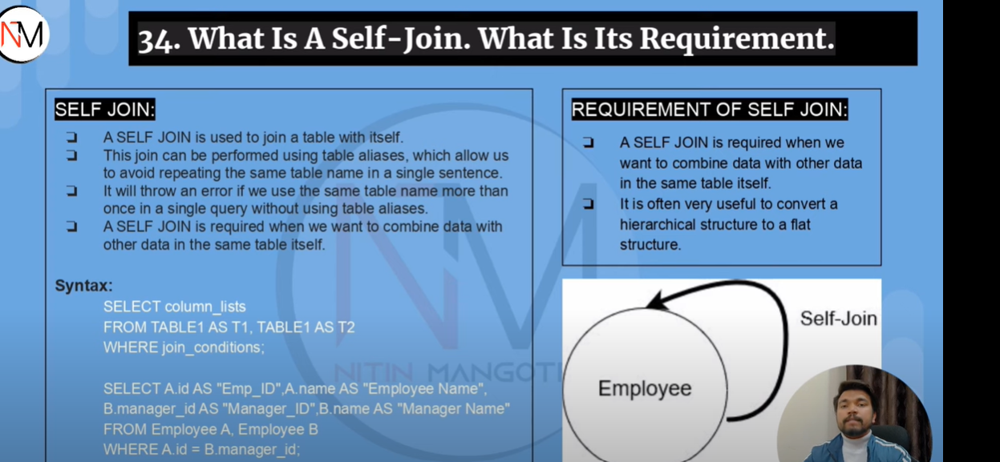 NM
34. What Is A Self-Join. What Is Its Requirement.
SELF JOIN:
A SELF JOIN is used to join a table with itself.
This join can be performed using table aliases, which allow us
to avoid repeating the same table name in a single sentence.
It will throw an error if we use the same table name more than
once in a single query without using table aliases.
A SELF JOIN is required when we want to combine data with
other data in the same table itself.
Syntax:
SELECT column_lists
FROM TABLE1 AS T1, TABLE1 AS T2
WHERE join_conditions;
SELECT A.id AS "Emp_ID",A.name AS "Employee Name",
B.manager_id AS "Manager_ID",B.name AS "Manager Name"
FROM Employee A, Employee B
WHERE A.id = B.manager_id;
NM
NITIN MANGOTI
REQUIREMENT OF SELF JOIN:
A SELF JOIN is required when we
want to combine data with other data
in the same table itself.
It is often very useful to convert a
hierarchical structure to a flat
structure.
Self-Join
Employee